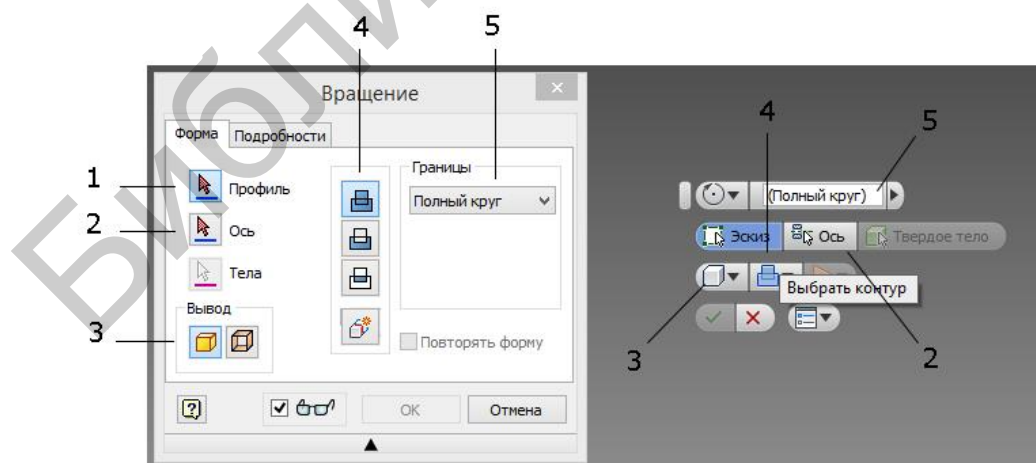 4 5
Библи
Вращение
Форма Подробности
1 Профиль
2 Ось
Тела
Вывод
3
Границы
Полный круг
Повторять форму
OK Отмена
4 5
(Полный круг)
Эскиз Ось Твердое тело
Выбрать контур
3 2